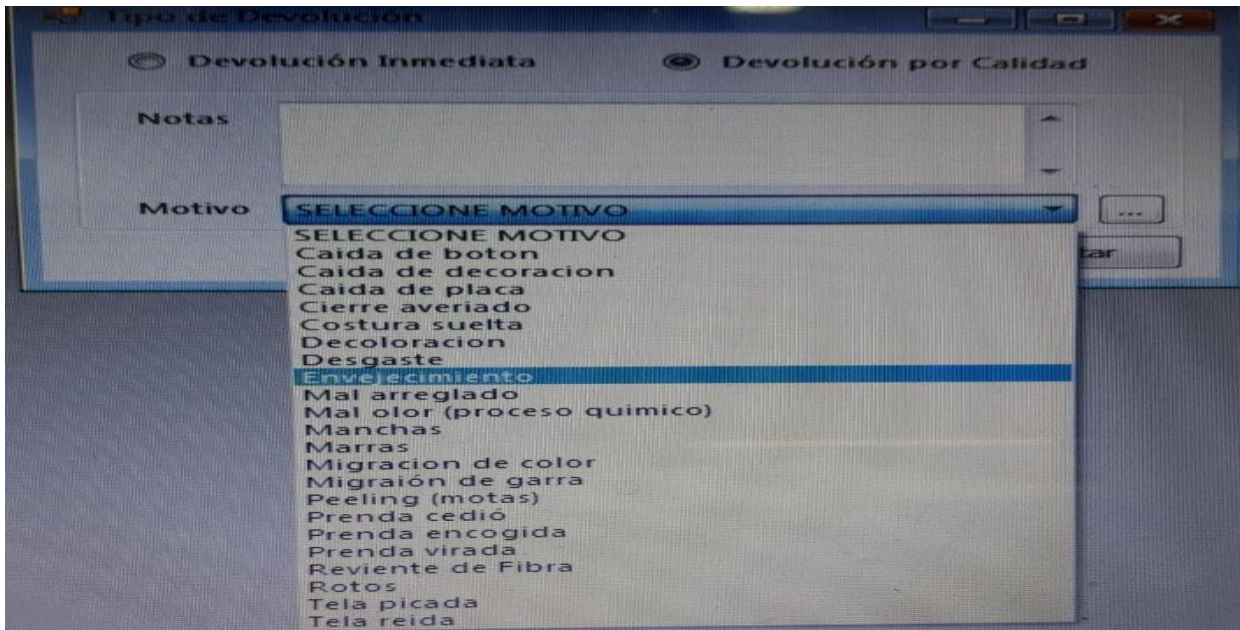 Tipo de Devolución
Devolución Inmediata
Devolución por Calidad
Notas
Motivo
SELECCIONE MOTIVO
...
tar
SELECCIONE MOTIVO
Caida de boton
Caida de decoracion
Caida de placa
Cierre averiado
Costura suelta
Decoloracion
Desgaste
Envejecimiento
Mal arreglado
Mal olor (proceso quimico)
Manchas
Marras
Migracion de color
Migraión de garra
Peeling (motas)
Prenda cedió
Prenda encogida
Prenda virada
Reviente de Fibra
Rotos
Tela picada
Tela reida